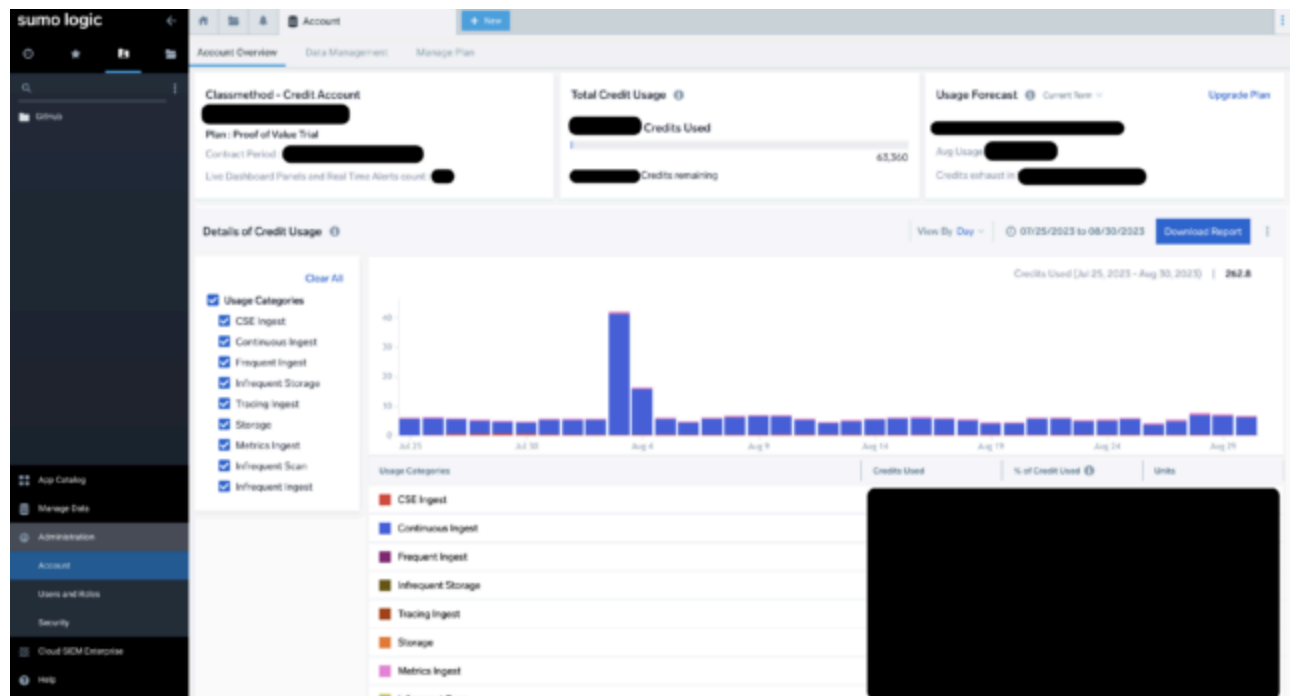 sumo logic
Account
+ New
Account Overview Data Management Manage Plan
GitHub
Classmethod - Credit Account
Plan : Proof of Value Trial
Contract Period
Live Dashboard Panels and Real Time Alerts count
Total Credit Usage
Credits Used
63,360
Credits remaining
Usage Forecast Current Term
Upgrade Plan
Avg Usage
Credits exhaust in
Details of Credit Usage
View By Day
07/25/2023 to 08/30/2023
Download Report
Clear All
Usage Categories
CSE Ingest
Continuous Ingest
Frequent Ingest
Infrequent Storage
Tracing Ingest
Storage
Metrics Ingest
Infrequent Scan
Infrequent Ingest
Credits Used (Jul 25, 2023 - Aug 30, 2023) | 262.8
40
30
20
10
0
Jul 25 Jul 30 Aug 4 Aug 9 Aug 14 Aug 19 Aug 24 Aug 29
Usage Categories Credits Used % of Credit Used Units
CSE Ingest
Continuous Ingest
Frequent Ingest
Infrequent Storage
Tracing Ingest
Storage
Metrics Ingest
App Catalog
Manage Data
Administration
Account
Users and Roles
Security
Cloud SIEM Enterprise
Help